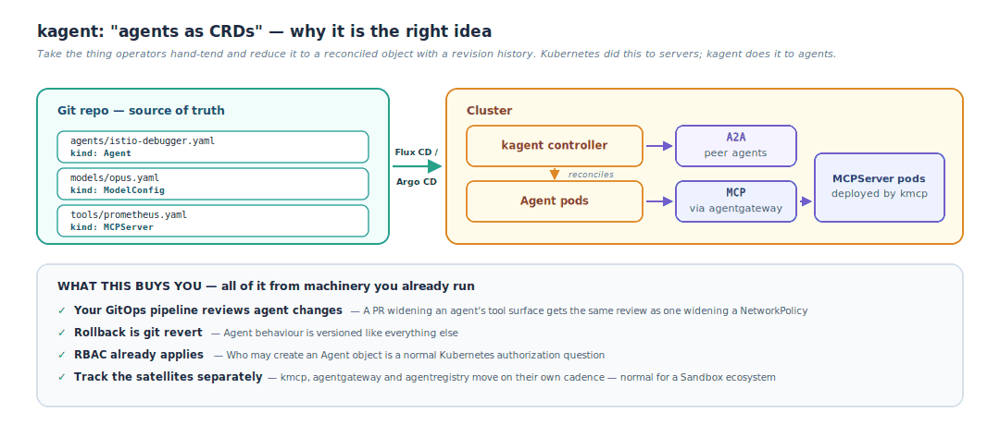 kagent: "agents as CRDs" — why it is the right idea
Take the thing operators hand-tend and reduce it to a reconciled object with a revision history. Kubernetes did this to servers; kagent does it to agents.
Git repo — source of truth
agents/istio-debugger.yaml
kind: Agent
models/opus.yaml
kind: ModelConfig
tools/prometheus.yaml
kind: MCPServer
Flux CD /
Argo CD
Cluster
kagent controller
reconciles
Agent pods
A2A
peer agents
MCP
via agentgateway
MCPServer pods
deployed by kmcp
WHAT THIS BUYS YOU — all of it from machinery you already run
✓ Your GitOps pipeline reviews agent changes — A PR widening an agent's tool surface gets the same review as one widening a NetworkPolicy
✓ Rollback is git revert — Agent behaviour is versioned like everything else
✓ RBAC already applies — Who may create an Agent object is a normal Kubernetes authorization question
✓ Track the satellites separately — kmcp, agentgateway and agentregistry move on their own cadence — normal for a Sandbox ecosystem